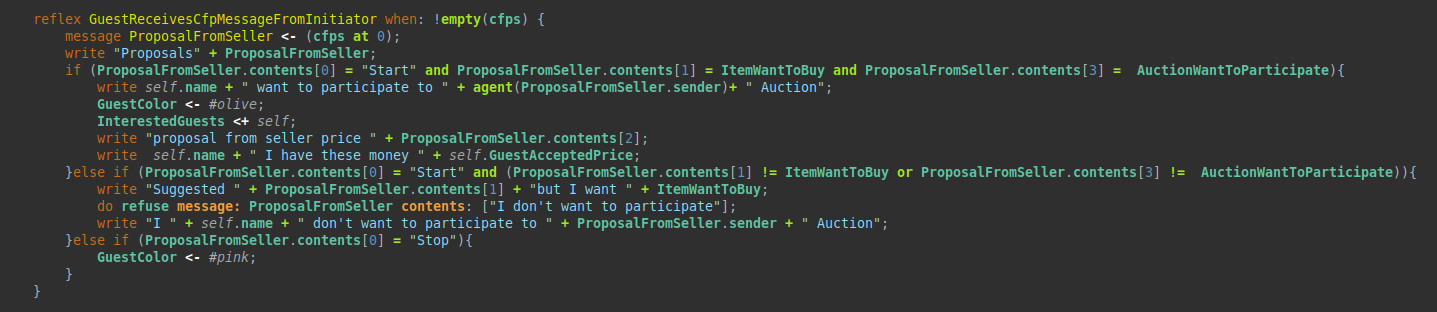 reflex GuestReceivesCfpMessageFromInitiator when: !empty(cfps) {
    message ProposalFromSeller <- (cfps at 0);
    write "Proposals" + ProposalFromSeller;
    if (ProposalFromSeller.contents[0] = "Start" and ProposalFromSeller.contents[1] = ItemWantToBuy and ProposalFromSeller.contents[3] =  AuctionWantToParticipate){
        write self.name + " want to participate to " + agent(ProposalFromSeller.sender)+ " Auction";
        GuestColor <- #olive;
        InterestedGuests <+ self;
        write "proposal from seller price " + ProposalFromSeller.contents[2];
        write  self.name + " I have these money " + self.GuestAcceptedPrice;
    }else if (ProposalFromSeller.contents[0] = "Start" and (ProposalFromSeller.contents[1] != ItemWantToBuy or ProposalFromSeller.contents[3] !=  AuctionWantToParticipate)){
        write "Suggested " + ProposalFromSeller.contents[1] + "but I want " + ItemWantToBuy;
        do refuse message: ProposalFromSeller contents: ["I don't want to participate"];
        write "I " + self.name + " don't want to participate to " + ProposalFromSeller.sender + " Auction";
    }else if (ProposalFromSeller.contents[0] = "Stop"){
        GuestColor <- #pink;
    }
}